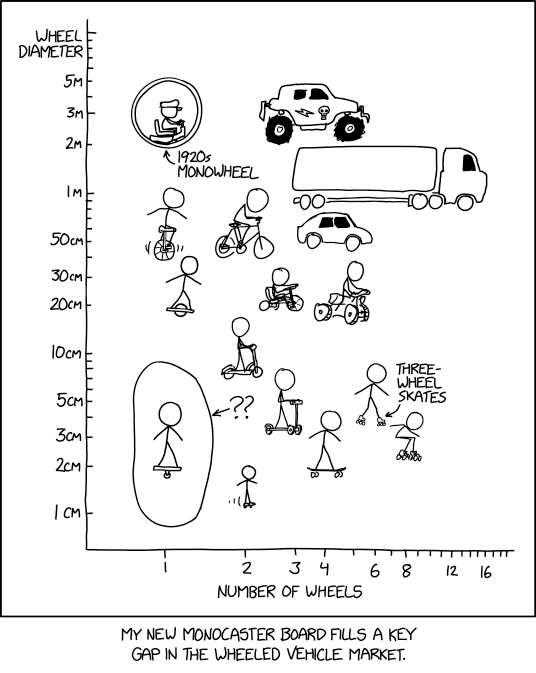 WHEEL
DIAMETER
5M
3M
2M
1920s
MONOWHEEL
1M
50CM
30CM
20CM
10CM
THREE-
WHEEL
SKATES
5CM
??
3CM
2CM
1 CM
1 2 3 4 6 8 12 16
NUMBER OF WHEELS
MY NEW MONOCASTER BOARD FILLS A KEY
GAP IN THE WHEELED VEHICLE MARKET.